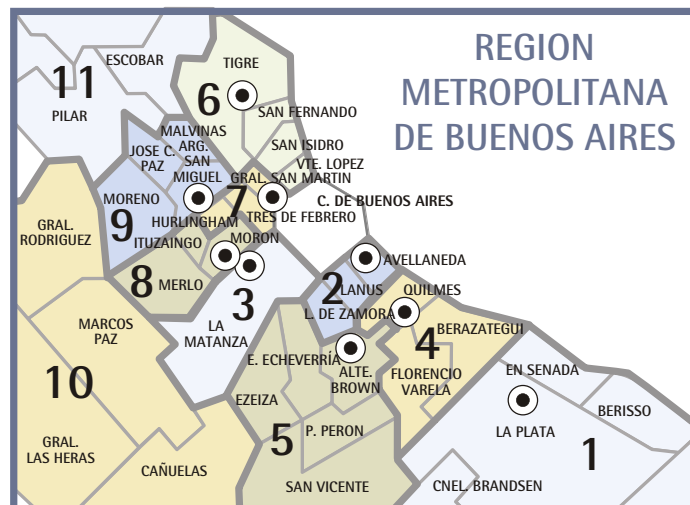 REGION
METROPOLITANA
DE BUENOS AIRES
ESCOBAR
11
PILAR
TIGRE
6
SAN FERNANDO
SAN ISIDRO
VTE. LOPEZ
MALVINAS
ARG.
JOSE C.
PAZ
SAN
MIGUEL
GRAL. SAN MARTIN
7
TRES DE FEBRERO
C. DE BUENOS AIRES
MORENO
9
HURLINGHAM
ITUZAINGO
MORON
8
MERLO
GRAL.
RODRIGUEZ
3
LA
MATANZA
AVELLANEDA
2
LANUS
L. DE ZAMORA
QUILMES
BERAZATEGUI
4
FLORENCIO
VARELA
MARCOS
PAZ
10
GRAL.
LAS HERAS
CAÑUELAS
E. ECHEVERRÍA
ALTE.
BROWN
EZEIZA
5
P. PERON
SAN VICENTE
EN SENADA
BERISSO
LA PLATA
1
CNEL. BRANDSEN